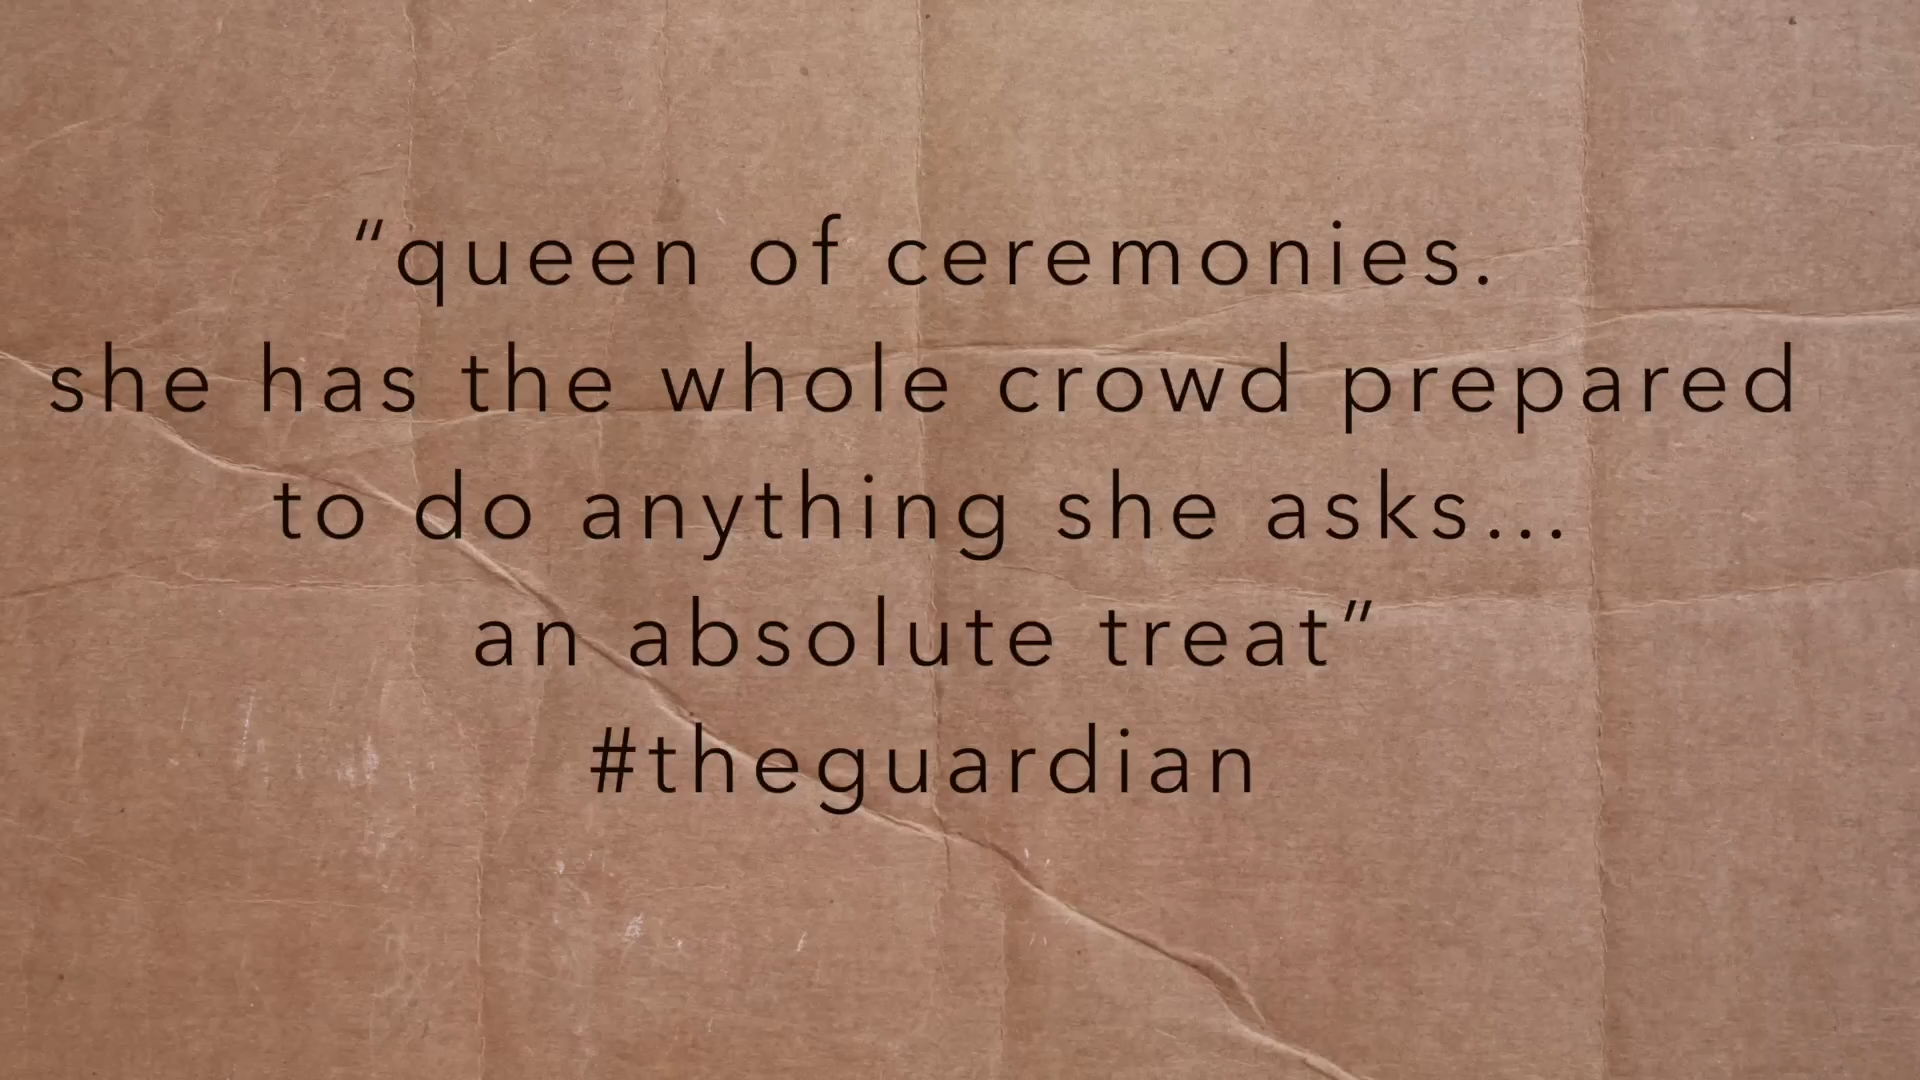 “queen of ceremonies.
she has the whole crowd prepared
to do anything she asks...
an absolute treat”
#theguardian